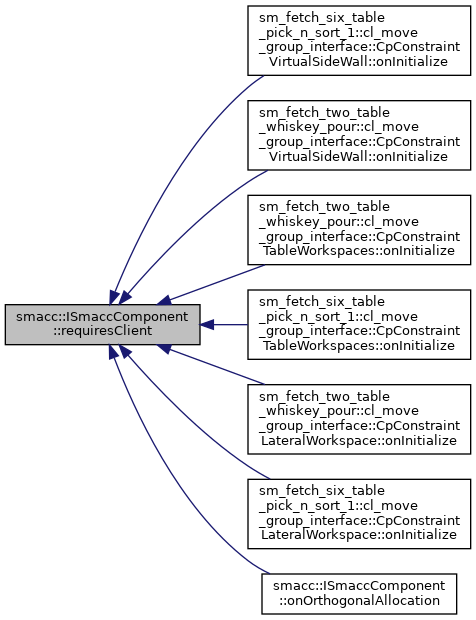 sm_fetch_six_table
_pick_n_sort_1::cl_move
_group_interface::CpConstraint
VirtualSideWall::onInitialize
sm_fetch_two_table
_whiskey_pour::cl_move
_group_interface::CpConstraint
VirtualSideWall::onInitialize
sm_fetch_two_table
_whiskey_pour::cl_move
_group_interface::CpConstraint
TableWorkspaces::onInitialize
smacc::ISmaccComponent
::requiresClient
sm_fetch_six_table
_pick_n_sort_1::cl_move
_group_interface::CpConstraint
TableWorkspaces::onInitialize
sm_fetch_two_table
_whiskey_pour::cl_move
_group_interface::CpConstraint
LateralWorkspace::onInitialize
sm_fetch_six_table
_pick_n_sort_1::cl_move
_group_interface::CpConstraint
LateralWorkspace::onInitialize
smacc::ISmaccComponent
::onOrthogonalAllocation